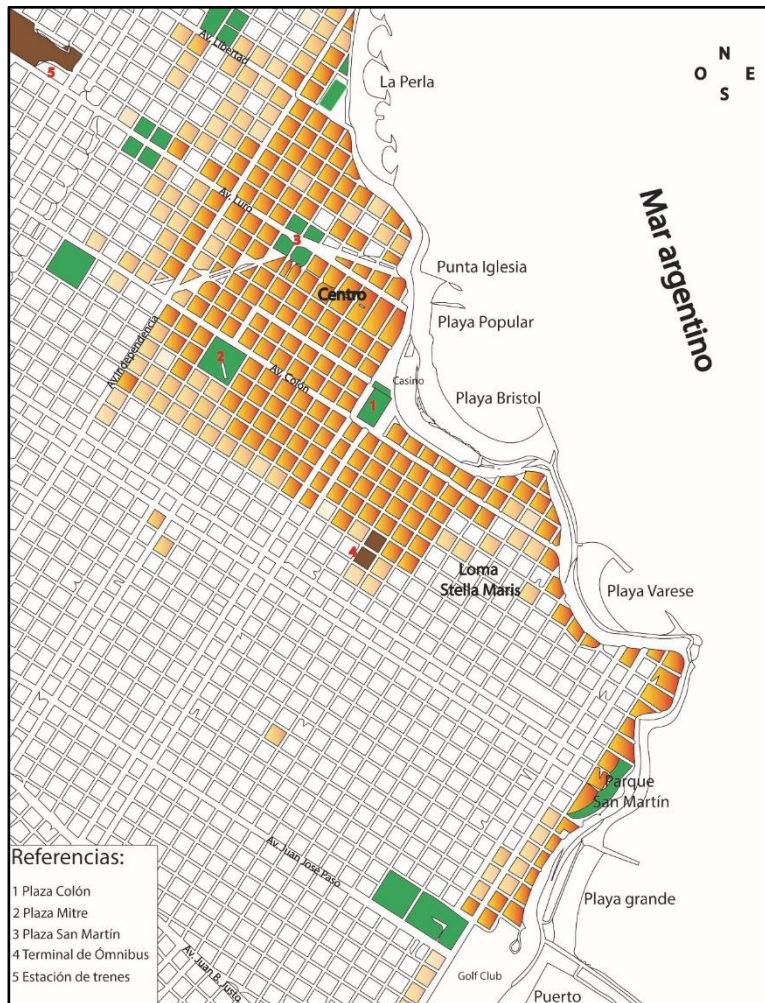 Av. Libertad
5
La Perla
N
O E
S
Av. Luro
3
Mar argentino
Punta Iglesia
Centro
Playa Popular
Av.Independencia
2
Av. Colón
Casino
1
Playa Bristol
4
Loma
Stella Maris
Playa Varese
Parque
San Martín
Av. Juan José Paso
Playa grande
Av. Juan B. Justo
Golf Club
Puerto
Referencias:
1 Plaza Colón
2 Plaza Mitre
3 Plaza San Martín
4 Terminal de Ómnibus
5 Estación de trenes